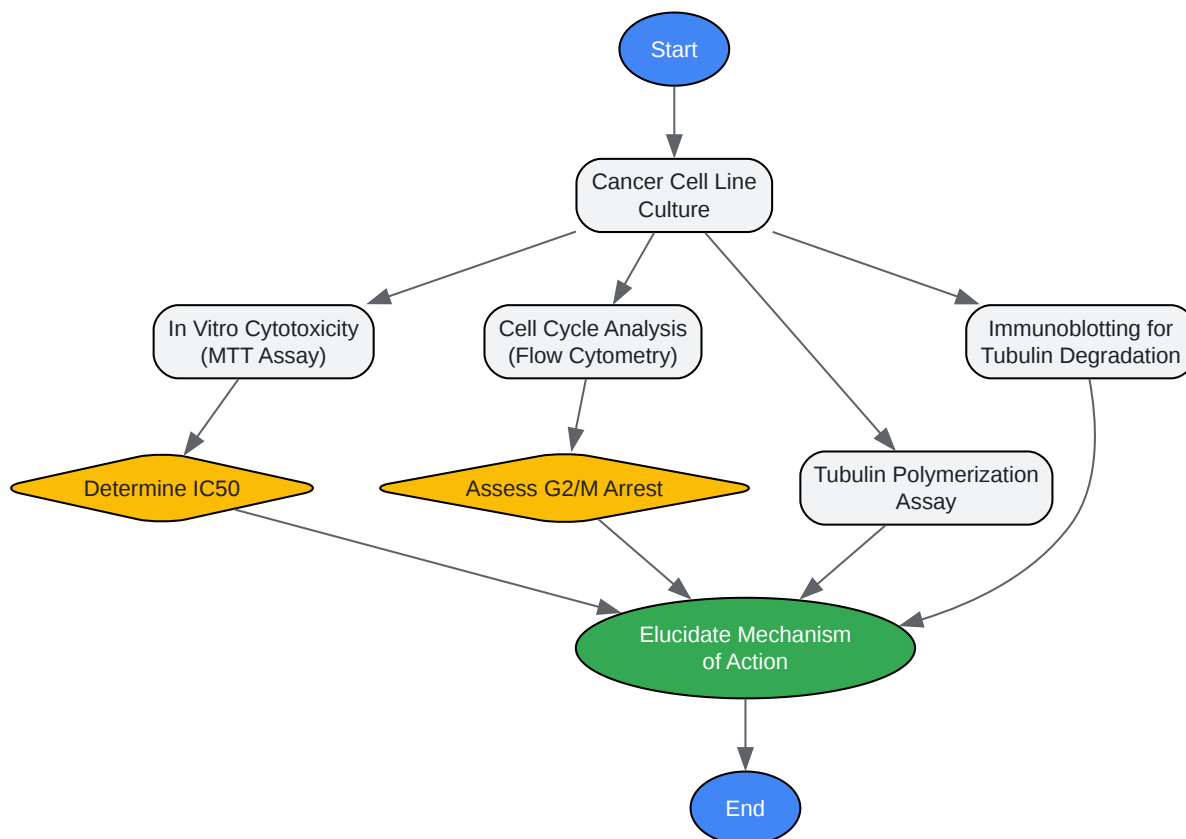 Start
Cancer Cell Line
Culture
In Vitro Cytotoxicity
(MTT Assay)
Cell Cycle Analysis
(Flow Cytometry)
Immunoblotting for
Tubulin Degradation
Determine IC50
Assess G2/M Arrest
Tubulin Polymerization
Assay
Elucidate Mechanism
of Action
End